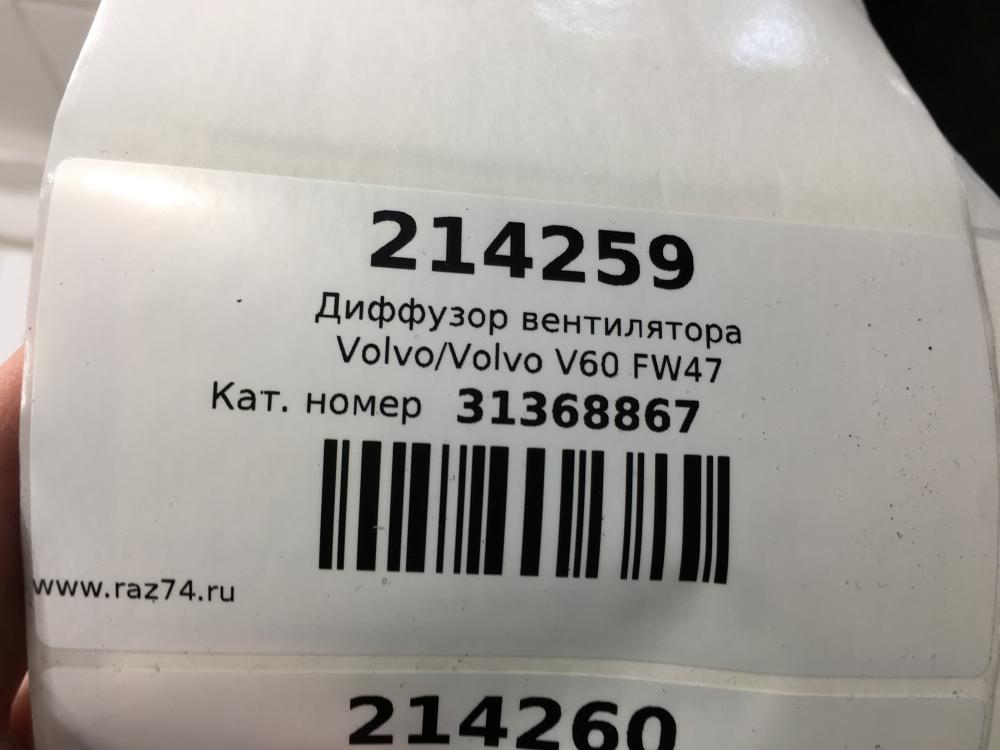 214259
Диффузор вентилятора
Volvo/Volvo V60 FW47
Кат. номер 31368867
www.raz74.ru
214260